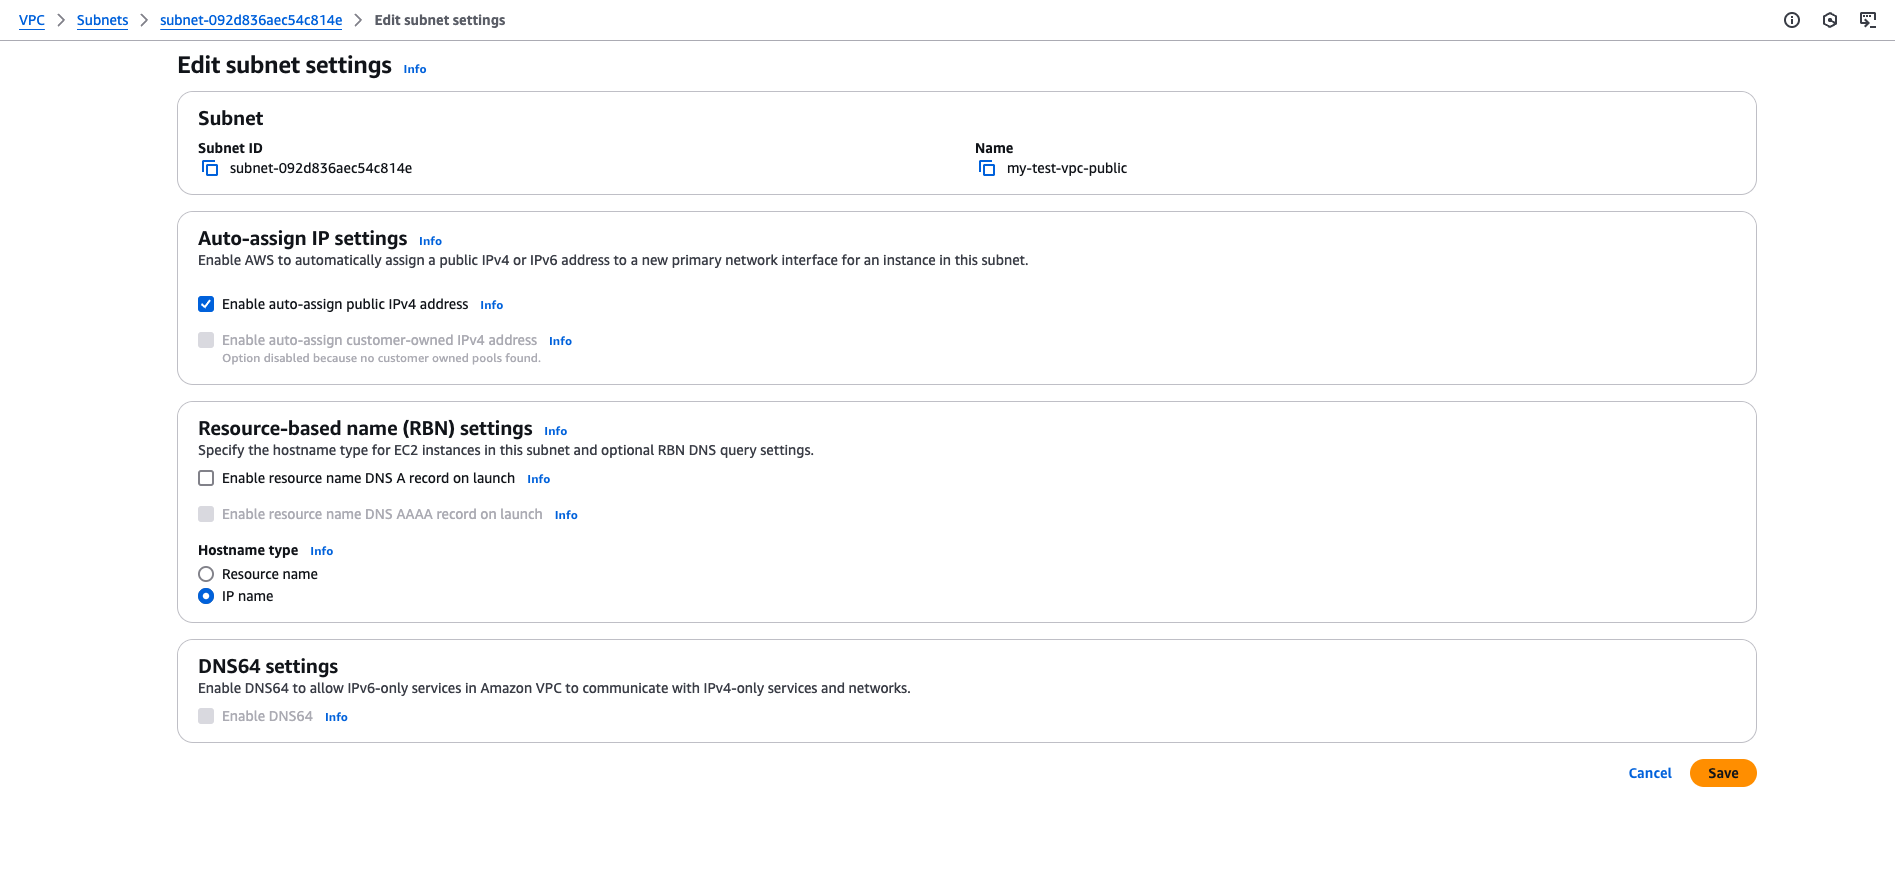 VPC > Subnets > subnet-092d836aec54c814e > Edit subnet settings
Edit subnet settings Info
Subnet
Subnet ID
subnet-092d836aec54c814e
Name
my-test-vpc-public
Auto-assign IP settings Info
Enable AWS to automatically assign a public IPv4 or IPv6 address to a new primary network interface for an instance in this subnet.
Enable auto-assign public IPv4 address Info
Enable auto-assign customer-owned IPv4 address Info
Option disabled because no customer owned pools found.
Resource-based name (RBN) settings Info
Specify the hostname type for EC2 instances in this subnet and optional RBN DNS query settings.
Enable resource name DNS A record on launch Info
Enable resource name DNS AAAA record on launch Info
Hostname type Info
Resource name
IP name
DNS64 settings
Enable DNS64 to allow IPv6-only services in Amazon VPC to communicate with IPv4-only services and networks.
Enable DNS64 Info
Cancel Save